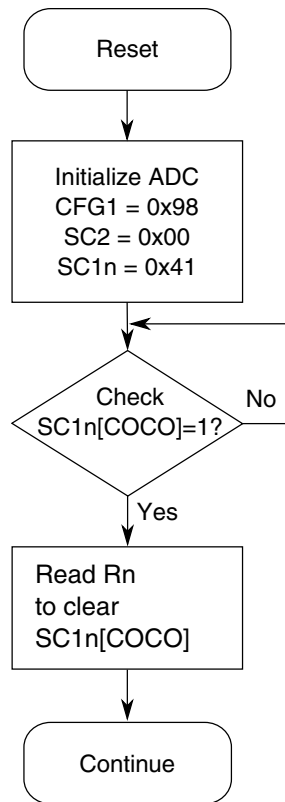 Reset
Initialize ADC
CFG1 = 0x98
SC2 = 0x00
SC1n = 0x41
Check
SC1n[COCO]=1?
No
Yes
Read Rn
to clear
SC1n[COCO]
Continue